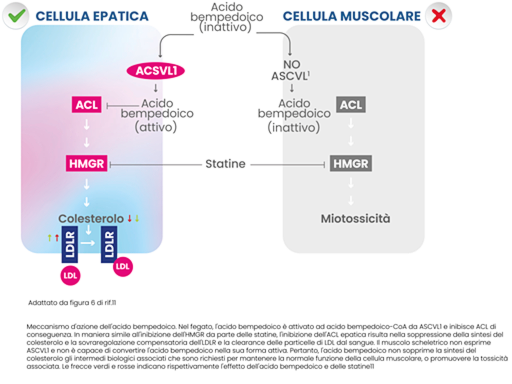 CELLULA EPATICA
Acido
bempedoico
(inattivo)
CELLULA MUSCOLARE
ACSVL1
NO
ASCVL1
ACL
Acido
bempedoico
(attivo)
Acido
bempedoico
(inattivo)
ACL
HMGR
Statine
HMGR
Colesterolo
Miotossicità
LDLR
LDLR
LDL
LDL
Adattato da figura 6 di rif.11
Meccanismo d'azione dell'acido bempedoico. Nel fegato, l'acido bempedoico è attivato ad acido bempedoico-CoA da ASCVL1 e inibisce ACL di
conseguenza. In maniera simile all'inibizione dell'HMGR da parte delle statine, l'inibizione dell'ACL epatica risulta nella soppressione della sintesi del
colesterolo e la sovraregolazione compensatoria dell'LDLR e la clearance delle particelle di LDL dal sangue. Il muscolo scheletrico non esprime
ASCVL1 e non è capace di convertire l'acido bempedoico nella sua forma attiva. Pertanto, l'acido bempedoico non sopprime la sintesi del
colesterolo gli intermedi biologici associati che sono richiesti per mantenere la normale funzione della cellula muscolare, o promuovere la tossicità
associata. Le frecce verdi e rosse indicano rispettivamente l'effetto dell'acido bempedoico e delle statine11